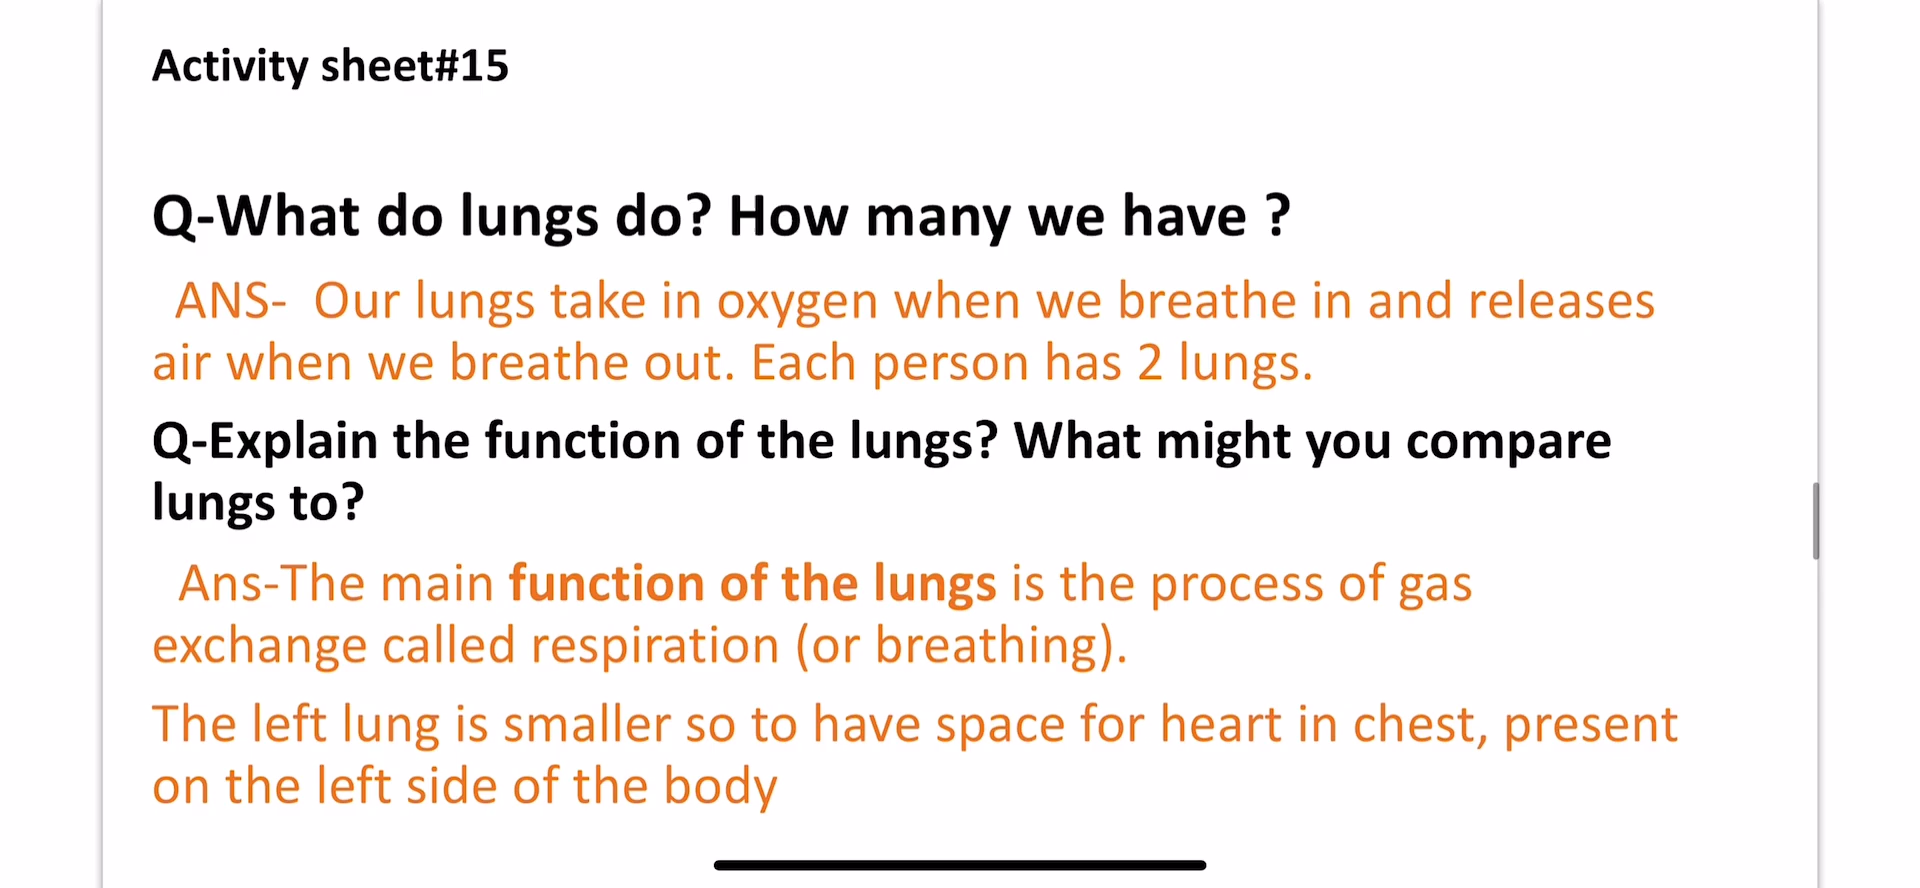 Activity sheet#15
Q-What do lungs do? How many we have ?
ANS- Our lungs take in oxygen when we breathe in and releases
air when we breathe out. Each person has 2 lungs.
Q-Explain the function of the lungs? What might you compare
lungs to?
Ans-The main function of the lungs is the process of gas
exchange called respiration (or breathing).
The left lung is smaller so to have space for heart in chest, present
on the left side of the body